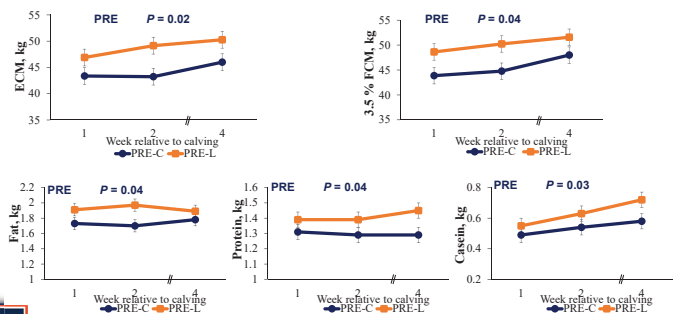 PRE P = 0.02
ECM, kg
55
50
45
40
35
1 2 4
Week relative to calving
PRE-C PRE-L
PRE P = 0.04
3.5 % FCM, kg
55
50
45
40
35
1 2 4
Week relative to calving
PRE-C PRE-L
PRE P = 0.04
Fat, kg
2.2
2
1.8
1.6
1.4
1.2
1
1 2 4
Week relative to calving
PRE-C PRE-L
PRE P = 0.04
Protein, kg
1.6
1.5
1.4
1.3
1.2
1.1
1
1 2 4
Week relative to calving
PRE-C PRE-L
PRE P = 0.03
Casein, kg
0.8
0.6
0.4
0.2
1 2 4
Week relative to calving
PRE-C PRE-L